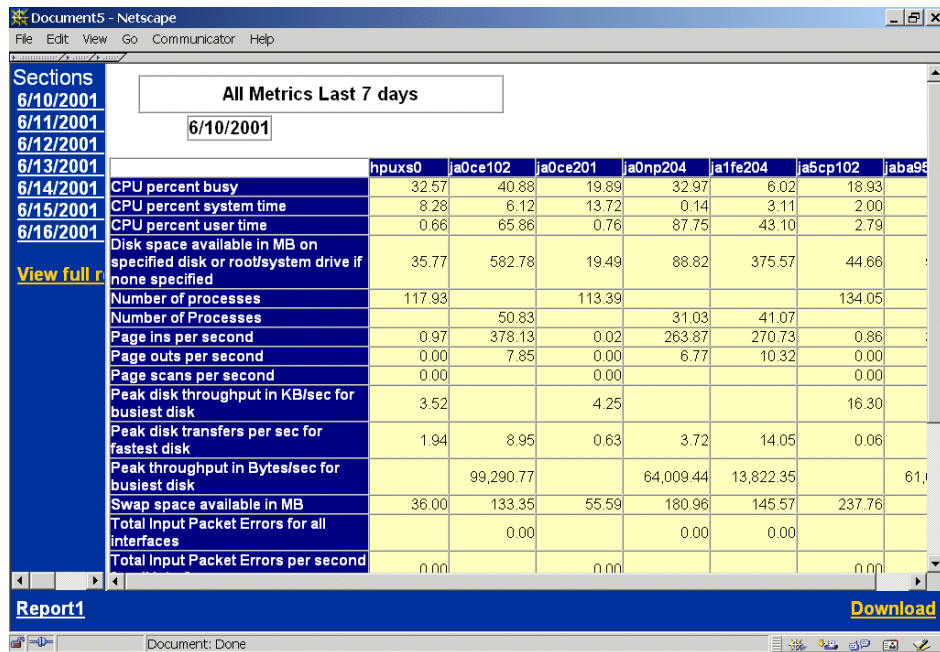 Document5 - Netscape
File Edit View Go Communicator Help
Sections
6/10/2001
6/11/2001
6/12/2001
6/13/2001
6/14/2001
6/15/2001
6/16/2001
View full
All Metrics Last 7 days
6/10/2001
hpuxs0 ja0ce102 ja0ce201 ja0np204 ja1fe204 ja5cp102 jaba95
CPU percent busy 32.57 40.88 19.89 32.97 6.02 18.93
CPU percent system time 8.28 6.12 13.72 0.14 3.11 2.00
CPU percent user time 0.66 65.86 0.76 87.75 43.10 2.79
Disk space available in MB on
specified disk or root/system drive if
none specified 35.77 582.78 19.49 88.82 375.57 44.66
Number of processes 117.93 113.39 134.05
Number of Processes 50.83 31.03 41.07
Page ins per second 0.97 378.13 0.02 263.87 270.73 0.86
Page outs per second 0.00 7.85 0.00 6.77 10.32 0.00
Page scans per second 0.00 0.00 0.00
Peak disk throughput in KB/sec for
busiest disk 3.52 4.25 16.30
Peak disk transfers per sec for
fastest disk 1.94 8.95 0.63 3.72 14.05 0.06
Peak throughput in Bytes/sec for
busiest disk 99,290.77 64,009.44 13,822.35 61,
Swap space available in MB 36.00 133.35 55.59 180.96 145.57 237.76
Total Input Packet Errors for all
interfaces 0.00 0.00 0.00
Total Input Packet Errors per second
0.00 0.00 0.00
Report1
Download
Document: Done